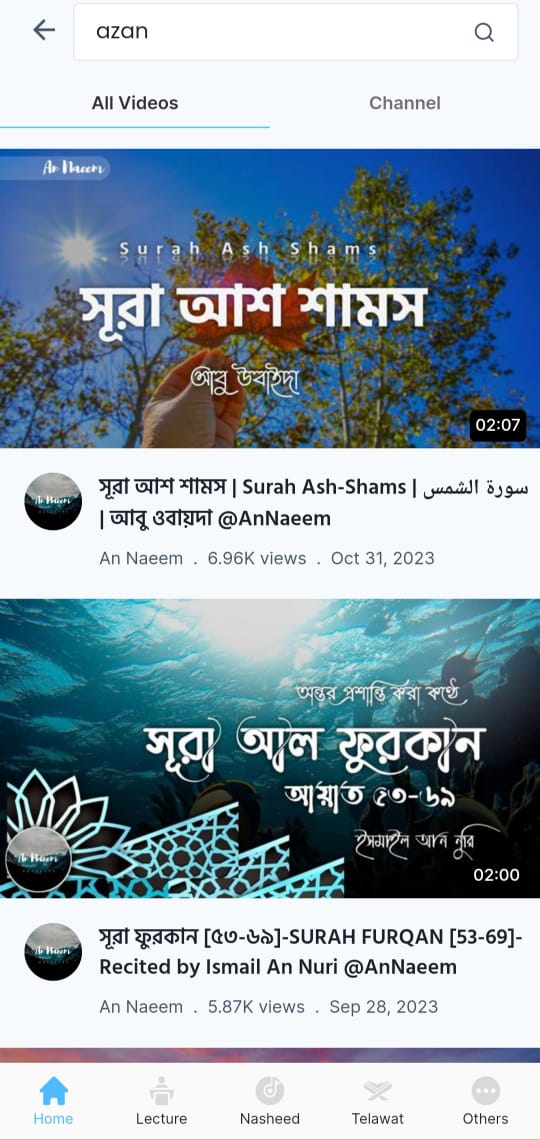 azan
All Videos
Channel
An Naeem
Surah Ash Shams
সূরা আশ শামস
আবু উবাইদা
02:07
সূরা আশ শামস | Surah Ash-Shams | سورة الشمس
| আবু ওবায়দা @AnNaeem
An Naeem . 6.96K views . Oct 31, 2023
অন্তর প্রশান্তি করা কণ্ঠে
সূরা আল ফুরকান
আয়াত ৫৩-৬৯
ইসমাইল আন নুরি
An Naeem
02:00
সূরা ফুরকান [৫৩-৬৯]-SURAH FURQAN [53-69]-
Recited by Ismail An Nuri @AnNaeem
An Naeem . 5.87K views . Sep 28, 2023
Home
Lecture
Nasheed
Telawat
Others